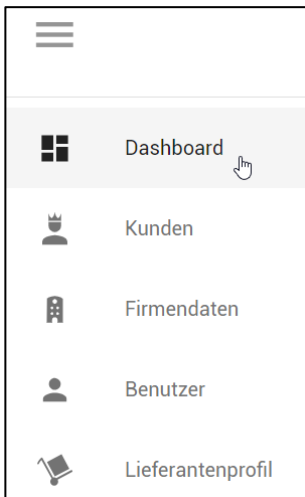 Dashboard
Kunden
Firmendaten
Benutzer
Lieferantenprofil